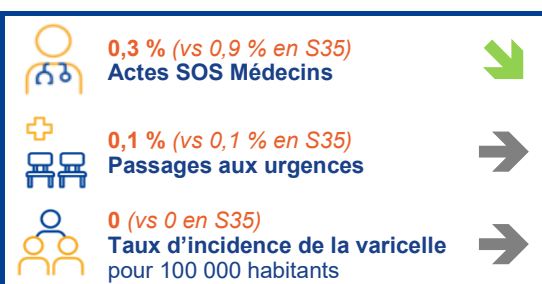 0,3 % (vs 0,9 % en S35)
Actes SOS Médecins
0,1 % (vs 0,1 % en S35)
Passages aux urgences
0 (vs 0 en S35)
Taux d’incidence de la varicelle
pour 100 000 habitants